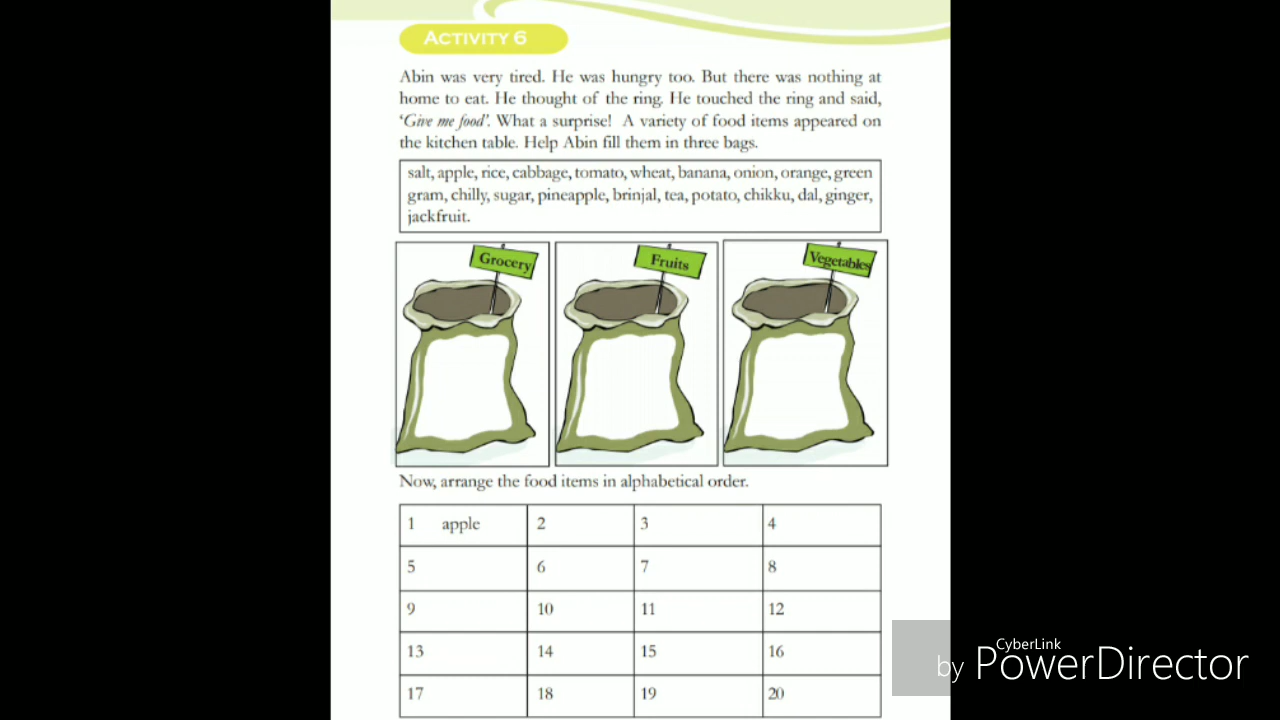 ACTIVITY 6
Abin was very tired. He was hungry too. But there was nothing at
home to eat. He thought of the ring. He touched the ring and said,
‘Give me food’. What a surprise! A variety of food items appeared on
the kitchen table. Help Abin fill them in three bags.
salt, apple, rice, cabbage, tomato, wheat, banana, onion, orange, green
gram, chilly, sugar, pineapple, brinjal, tea, potato, chikku, dal, ginger,
jackfruit.
Grocery
Fruits
Vegetables
Now, arrange the food items in alphabetical order.
1 apple 2 3 4
5 6 7 8
9 10 11 12
13 14 15 16
17 18 19 20
CyberLink
by PowerDirector